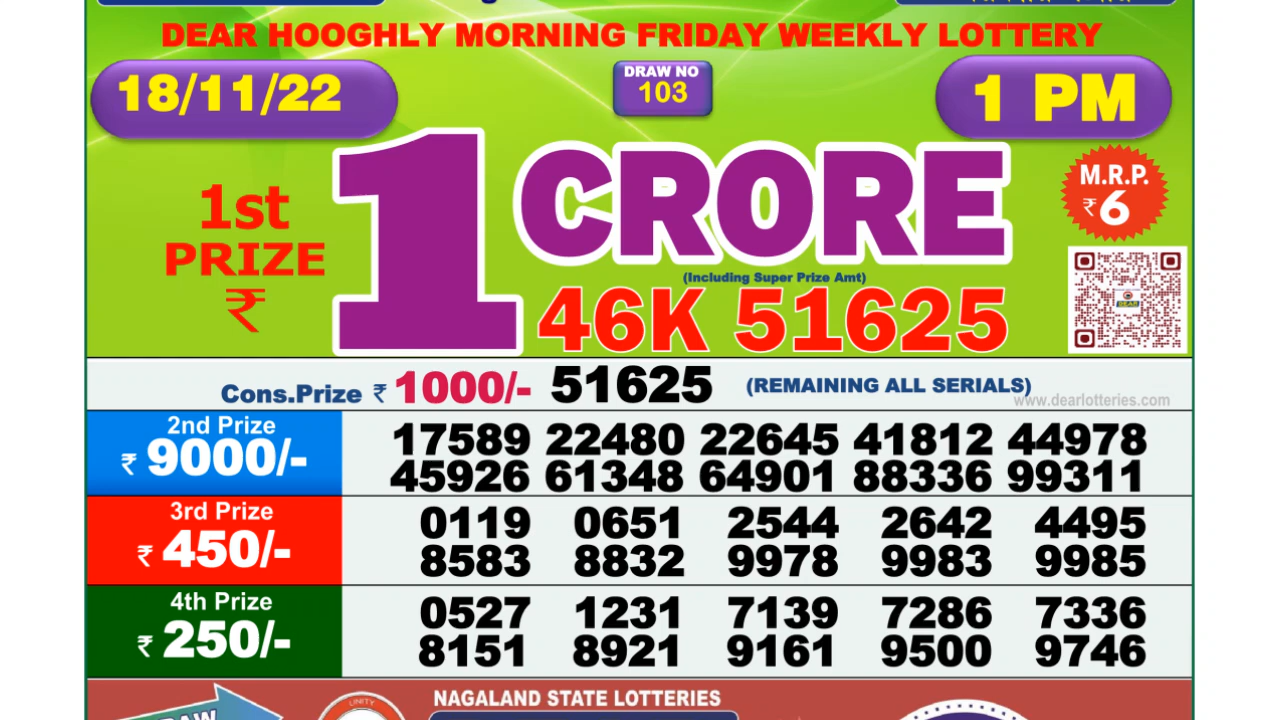 DEAR HOOGHLY MORNING FRIDAY WEEKLY LOTTERY
18/11/22
DRAW NO
103
1 PM
1st
PRIZE
₹
1 CRORE
(Including Super Prize Amt)
46K 51625
M.R.P.
₹6
DEAR
Cons.Prize ₹ 1000/- 51625 (REMAINING ALL SERIALS)
www.dearlotteries.com
2nd Prize
₹ 9000/-
17589 22480 22645 41812 44978
45926 61348 64901 88336 99311
3rd Prize
₹ 450/-
0119 0651 2544 2642 4495
8583 8832 9978 9983 9985
4th Prize
₹ 250/-
0527 1231 7139 7286 7336
8151 8921 9161 9500 9746
NAGALAND STATE LOTTERIES
UNITY